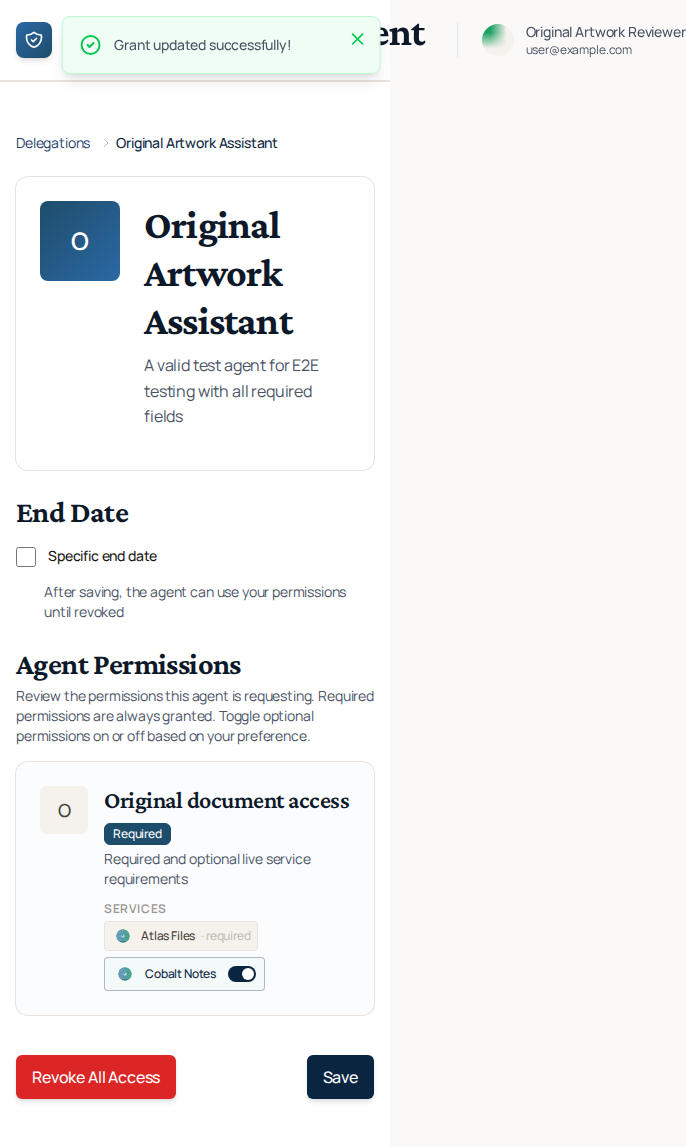 Grant updated successfully!
Original Artwork Reviewer
user@example.com
Delegations
Original Artwork Assistant
O
Original
Artwork
Assistant
A valid test agent for E2E
testing with all required
fields
End Date
Specific end date
After saving, the agent can use your permissions
until revoked
Agent Permissions
Review the permissions this agent is requesting. Required
permissions are always granted. Toggle optional
permissions on or off based on your preference.
O
Original document access
Required
Required and optional live service
requirements
SERVICES
Atlas Files · required
Cobalt Notes
Revoke All Access
Save